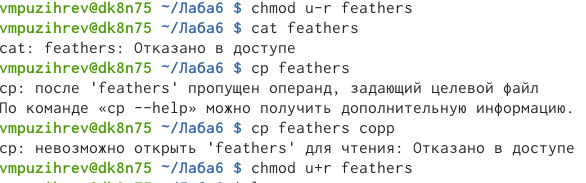 vmpuzihrev@dk8n75 ~/Лаба6 $ chmod u-r feathers
vmpuzihrev@dk8n75 ~/Лаба6 $ cat feathers
cat: feathers: Отказано в доступе
vmpuzihrev@dk8n75 ~/Лаба6 $ cp feathers
cp: после 'feathers' пропущен операнд, задающий целевой файл
По команде «cp --help» можно получить дополнительную информацию.
vmpuzihrev@dk8n75 ~/Лаба6 $ cp feathers copp
cp: невозможно открыть 'feathers' для чтения: Отказано в доступе
vmpuzihrev@dk8n75 ~/Лаба6 $ chmod u+r feathers